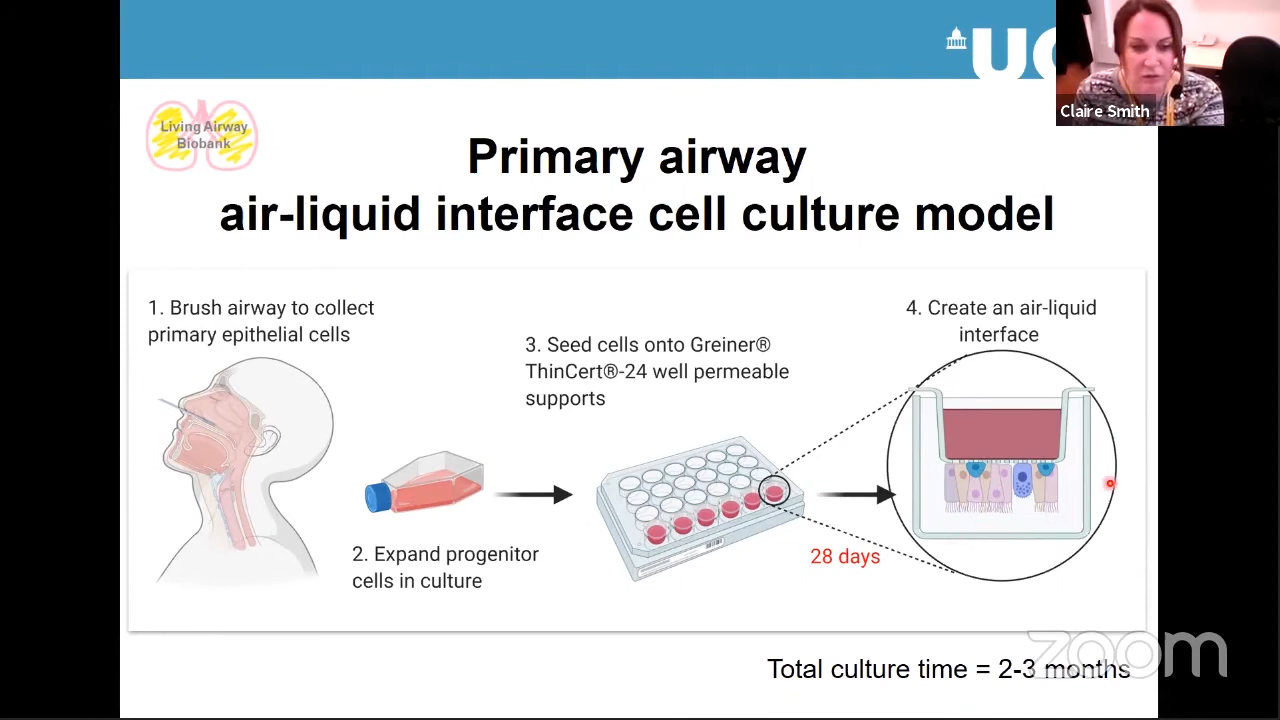 UC
Claire Smith
Living Airway
Biobank
Primary airway
air-liquid interface cell culture model
1. Brush airway to collect
primary epithelial cells
2. Expand progenitor
cells in culture
3. Seed cells onto Greiner®
ThinCert®-24 well permeable
supports
28 days
4. Create an air-liquid
interface
zoom
Total culture time = 2-3 months